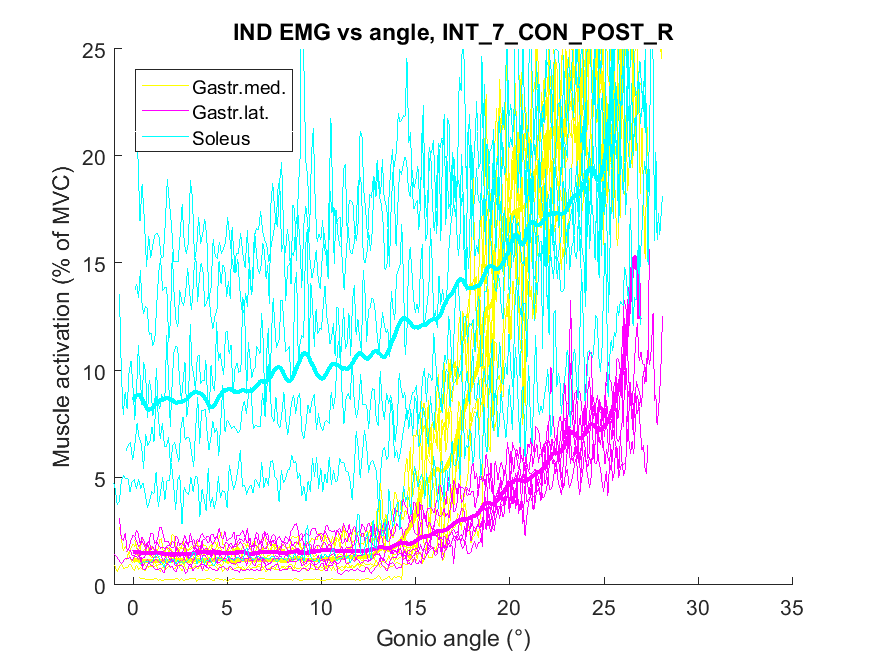 IND EMG vs angle, INT_7_CON_POST_R
25
20
15
10
5
0
Muscle activation (% of MVC)
Gastr.med.
Gastr.lat.
Soleus
0 5 10 15 20 25 30 35
Gonio angle (°)